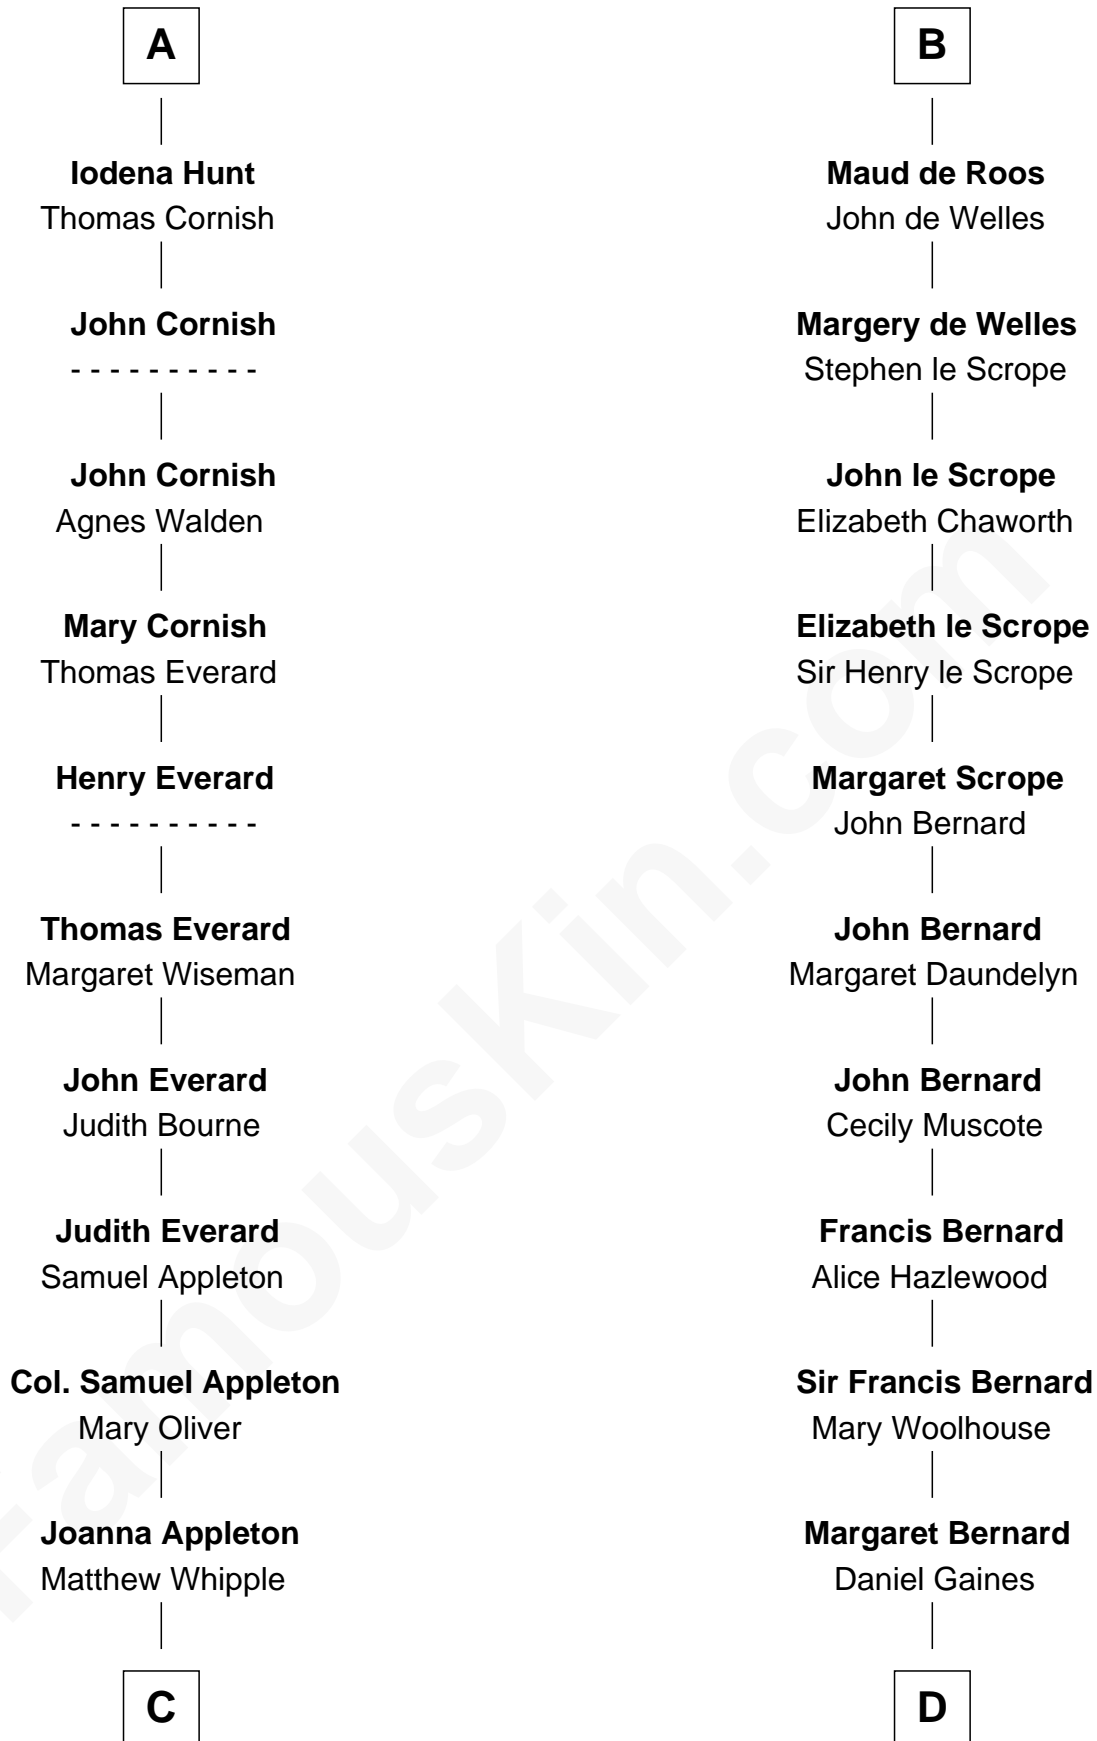 A
Iodena Hunt
Thomas Cornish
John Cornish
- - - - - - - - - -
John Cornish
Agnes Walden
Mary Cornish
Thomas Everard
Henry Everard
- - - - - - - - - -
Thomas Everard
Margaret Wiseman
John Everard
Judith Bourne
Judith Everard
Samuel Appleton
Col. Samuel Appleton
Mary Oliver
Joanna Appleton
Matthew Whipple
C
B
Maud de Roos
John de Welles
Margery de Welles
Stephen le Scrope
John le Scrope
Elizabeth Chaworth
Elizabeth le Scrope
Sir Henry le Scrope
Margaret Scrope
John Bernard
John Bernard
Margaret Daundelyn
John Bernard
Cecily Muscote
Francis Bernard
Alice Hazlewood
Sir Francis Bernard
Mary Woolhouse
Margaret Bernard
Daniel Gaines
D
FamousKin.com